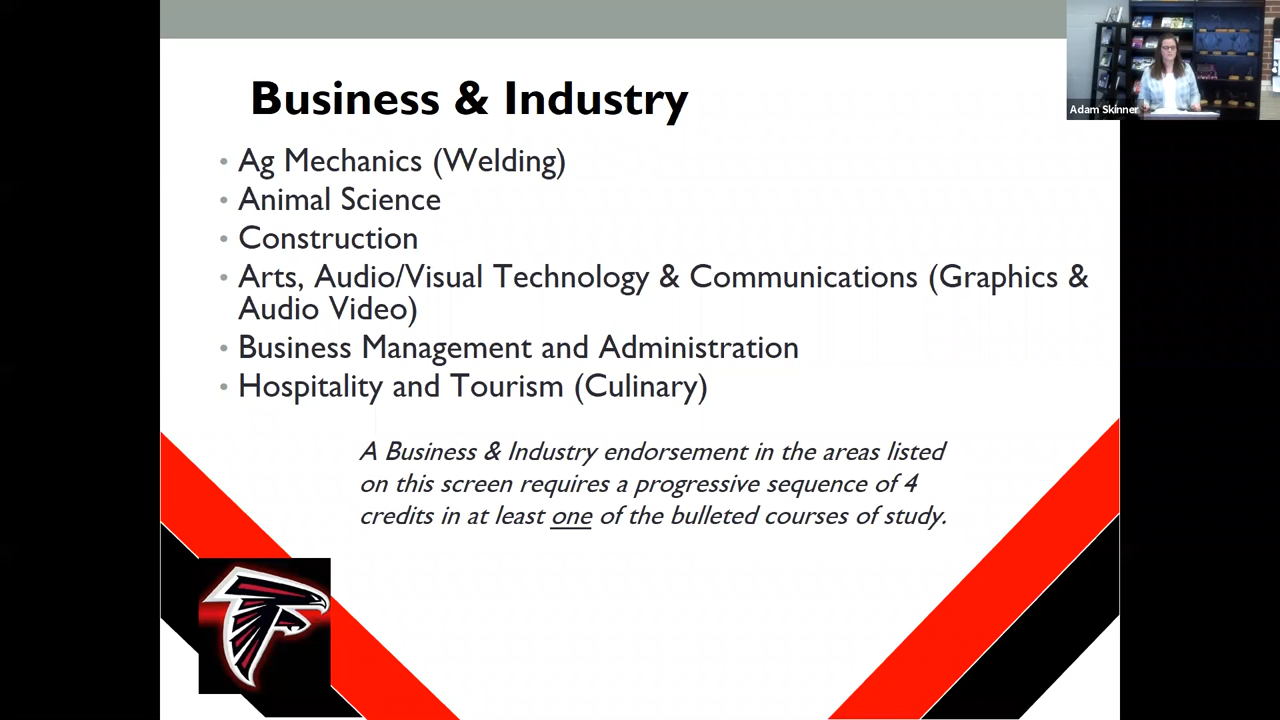 Business & Industry
Adam Skinner
• Ag Mechanics (Welding)
• Animal Science
• Construction
• Arts, Audio/Visual Technology & Communications (Graphics &
Audio Video)
• Business Management and Administration
• Hospitality and Tourism (Culinary)
A Business & Industry endorsement in the areas listed
on this screen requires a progressive sequence of 4
credits in at least one of the bulleted courses of study.